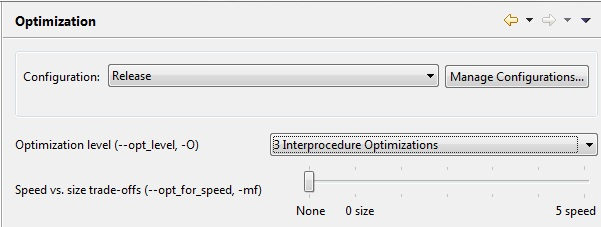 Optimization
Configuration: Release Manage Configurations...
Optimization level (--opt_level, -O) 3 Interprocedure Optimizations
Speed vs. size trade-offs (--opt_for_speed, -mf)
None 0 size 5 speed